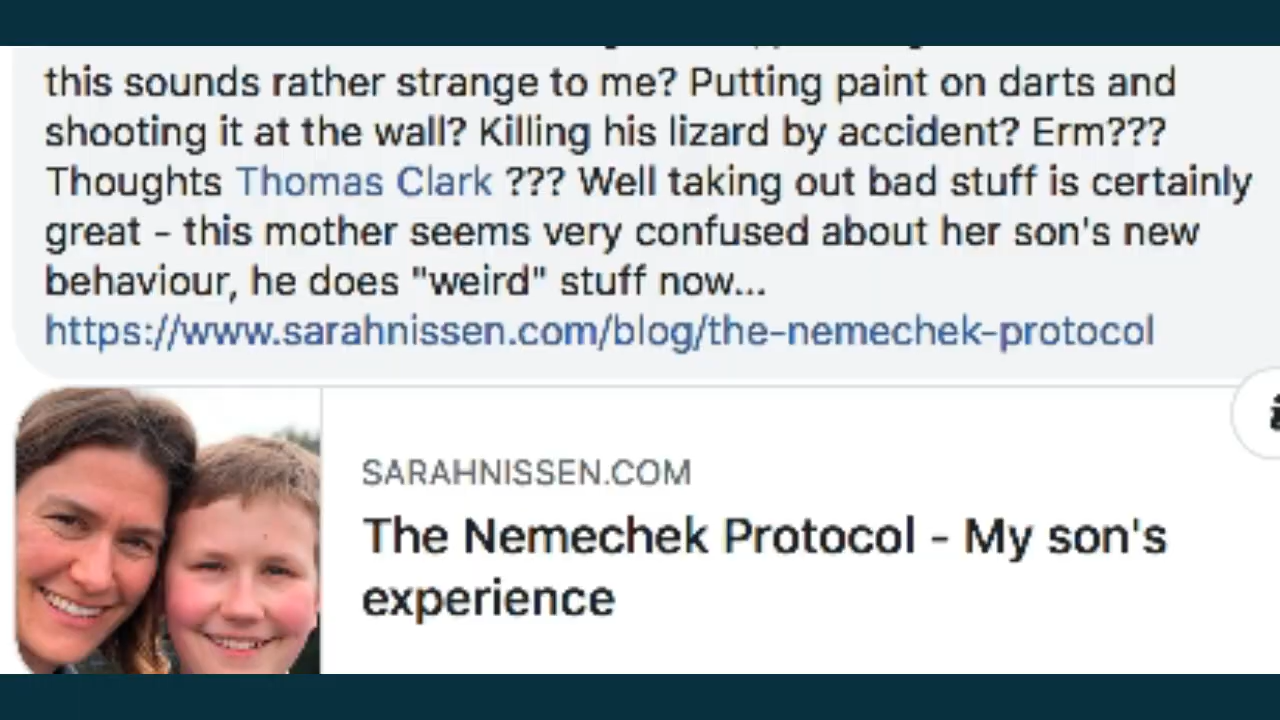 this sounds rather strange to me? Putting paint on darts and
shooting it at the wall? Killing his lizard by accident? Erm???
Thoughts Thomas Clark ??? Well taking out bad stuff is certainly
great - this mother seems very confused about her son's new
behaviour, he does "weird" stuff now...
https://www.sarahnissen.com/blog/the-nemechek-protocol
SARAHNISSEN.COM
The Nemechek Protocol - My son's
experience